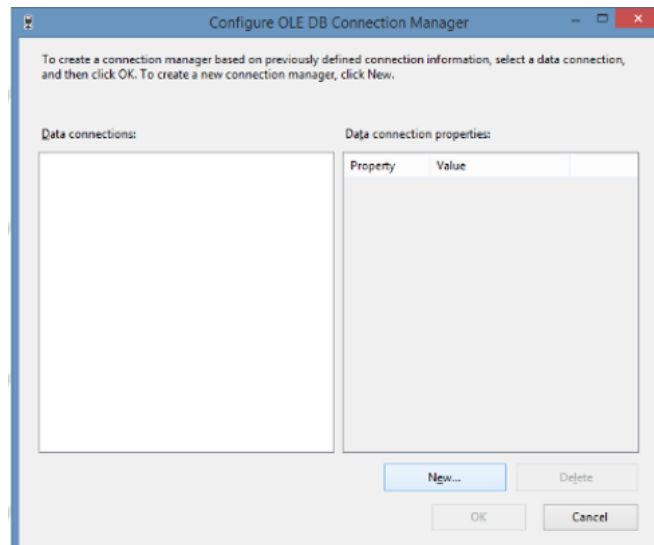 Configure OLE DB Connection Manager
To create a connection manager based on previously defined connection information, select a data connection,
and then click OK. To create a new connection manager, click New.
Data connections:
Data connection properties:
Property
Value
New...
Delete
OK
Cancel